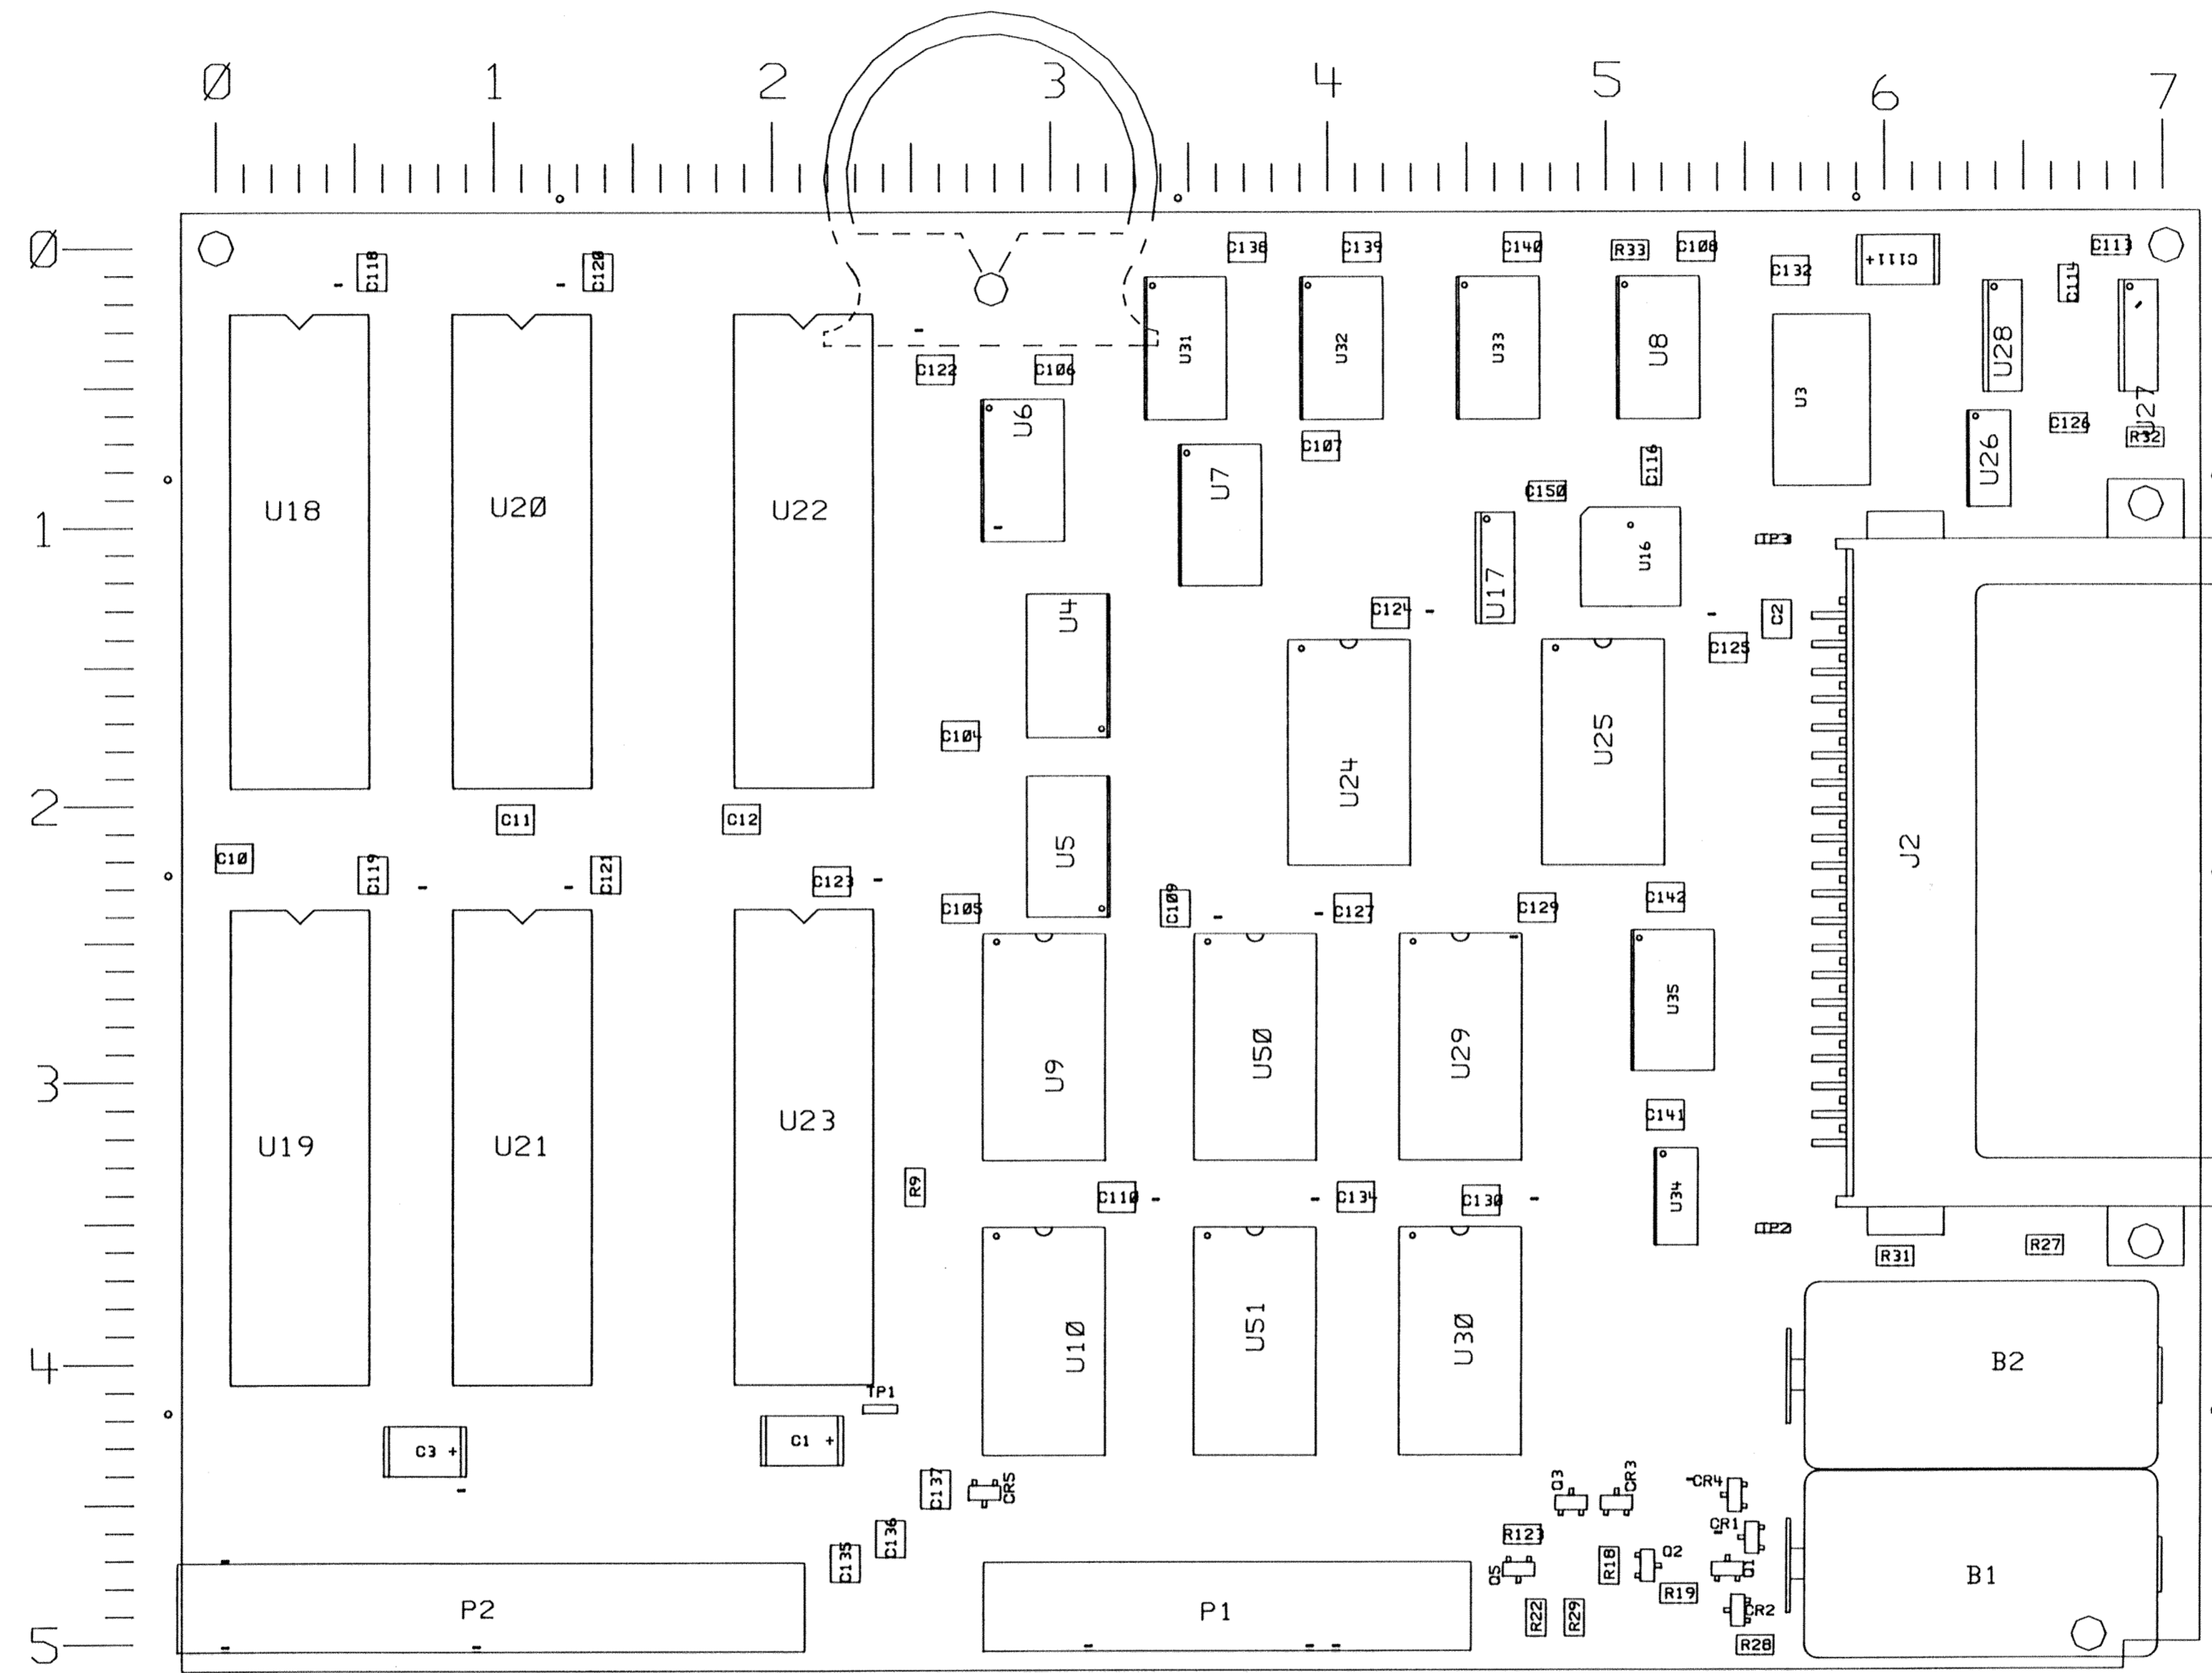 Ø 1 2 3 4 5 6 7
Ø
C118 C120 C138 C139 C140 R33 C108 C132 C111+ C113
C114
U31 U32 U33 U8 U28
C122 C106 U3
U6 U27
C107 C126 R32
U26
U18 U20 U22 U7 C116
C150
1
U16 TP3
U17
U4 C124 C2
C125
C104 U25
U24
2
C11 C12
C10 U5 J2
C119 C121 C123
C105 C109 C127 C129 C142
U35
U9 U50 U29
3
U19 U21 U23 C141
R9 C110 C134 C130 U34
TP2
R31 R27
U10 U51 U30
4
B2
TP1
C3 + C1 +
C137 CR5 Q3 CR3 CR4
C136 R123 CR1
C135 Q5 R18 Q2 Q1
B1
R19
P2 P1 R22 R29 CR2
5
R28